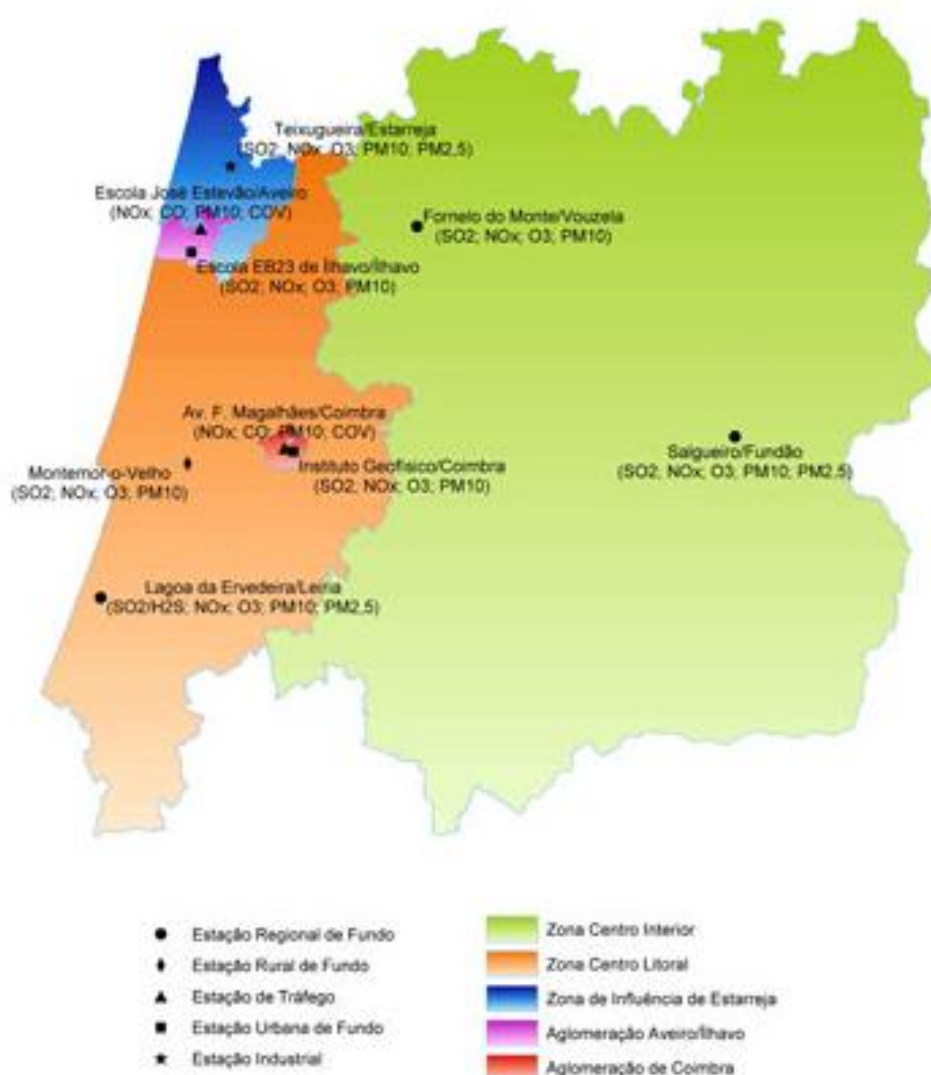 Teixugueira/Estarreja
(SO2; NOx; O3; PM10; PM2,5)
Escola José Estevão/Aveiro
(NOx; CO; PM10; COV)
Fornelo do Monte/Vouzela
(SO2; NOx; O3; PM10)
Escola EB23 de Ílhavo/Ílhavo
(SO2; NOx; O3; PM10)
Av. F. Magalhães/Coimbra
(NOx; CO; PM10; COV)
Salgueiro/Fundão
(SO2; NOx; O3; PM10; PM2,5)
Instituto Geofísico/Coimbra
(SO2; NOx; O3; PM10)
Montemor-o-Velho
(SO2; NOx; O3; PM10)
Lagoa da Ervedeira/Leiria
(SO2/H2S; NOx; O3; PM10; PM2,5)
Estação Regional de Fundo
Estação Rural de Fundo
Estação de Tráfego
Estação Urbana de Fundo
Estação Industrial
Zona Centro Interior
Zona Centro Litoral
Zona de Influência de Estarreja
Aglomeração Aveiro/Ílhavo
Aglomeração de Coimbra